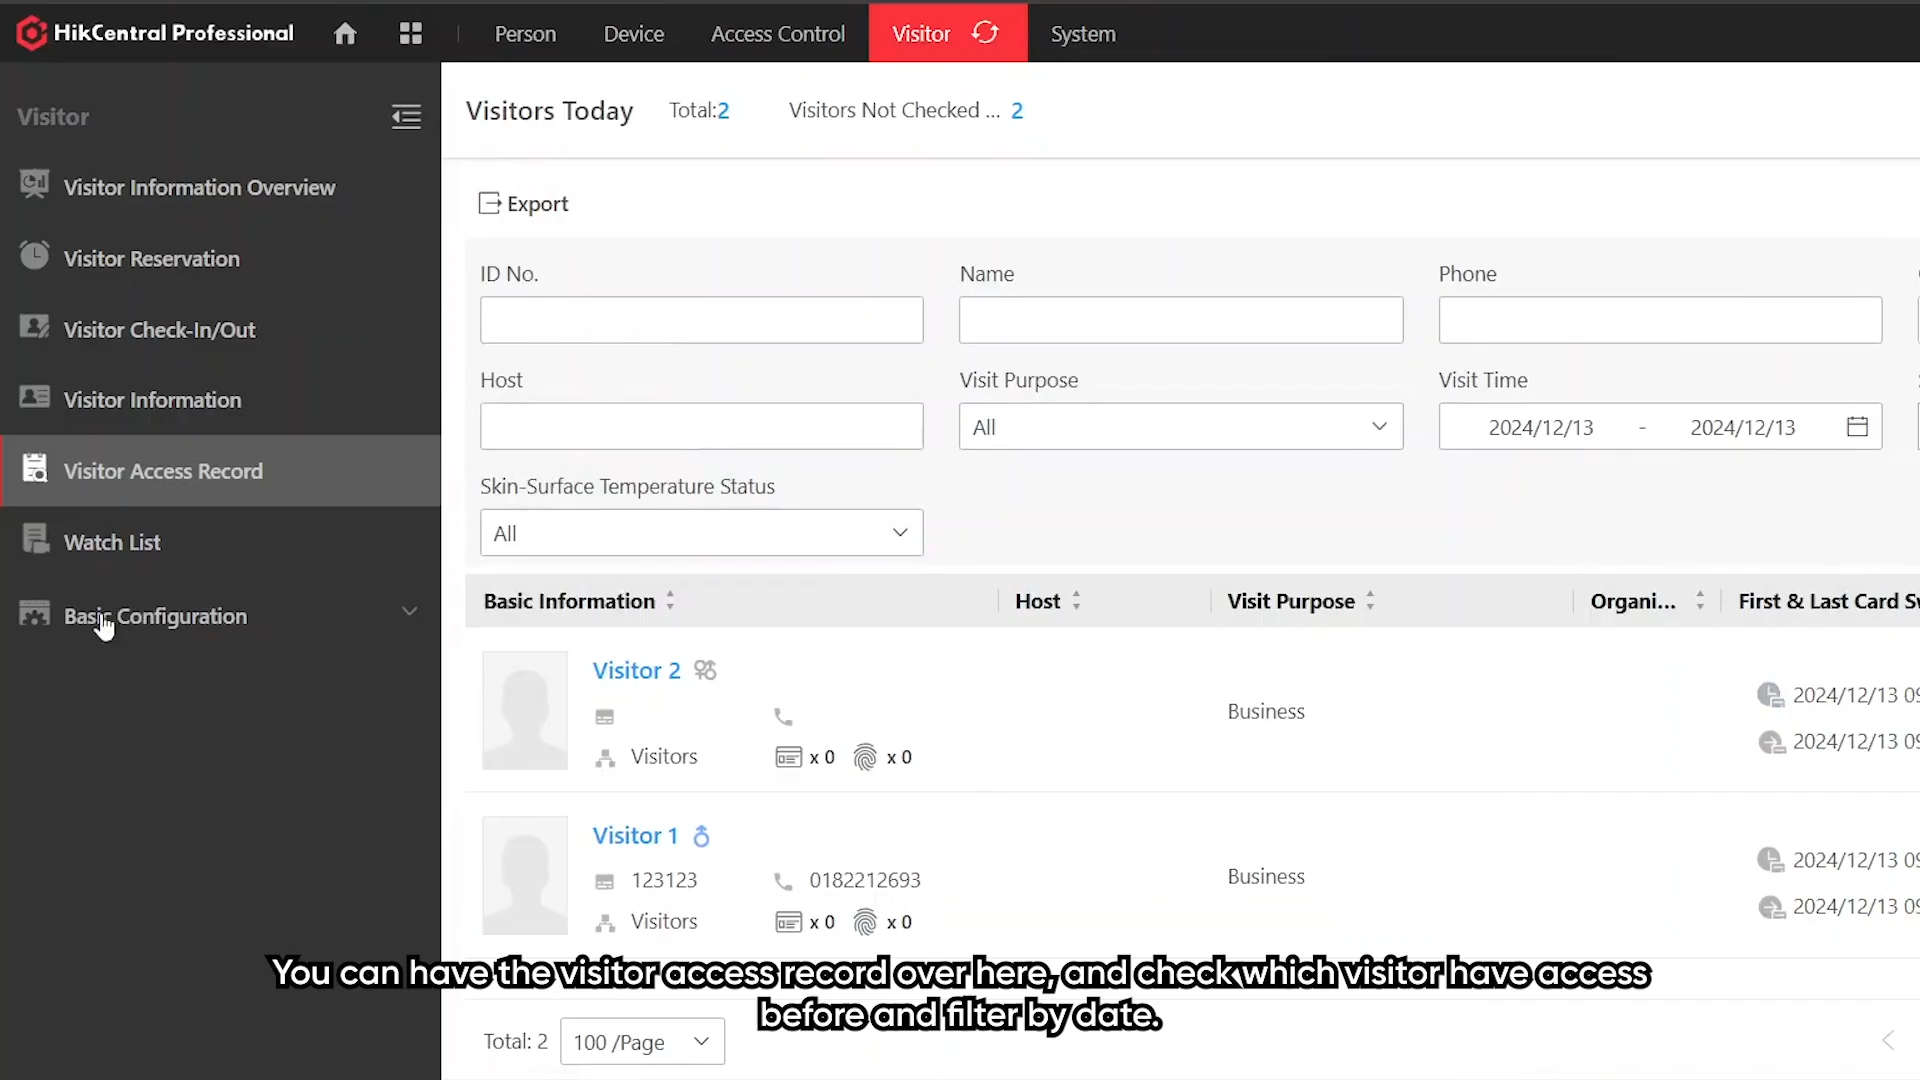 HikCentral Professional
Person
Device
Access Control
Visitor
System
Visitor
Visitor Information Overview
Visitor Reservation
Visitor Check-In/Out
Visitor Information
Visitor Access Record
Watch List
Basic Configuration
Visitors Today
Total:2
Visitors Not Checked ... 2
Export
ID No.
Name
Phone
Host
Visit Purpose
Visit Time
All
2024/12/13 - 2024/12/13
Skin-Surface Temperature Status
All
Basic Information
Host
Visit Purpose
Organi...
First & Last Card
Visitor 2
Business
2024/12/13
2024/12/13
Visitors
x 0
x 0
Visitor 1
123123
0182212693
Business
2024/12/13
2024/12/13
Visitors
x 0
x 0
You can have the visitor access record over here, and check which visitor have access
before and filter by date.
Total: 2
100 /Page